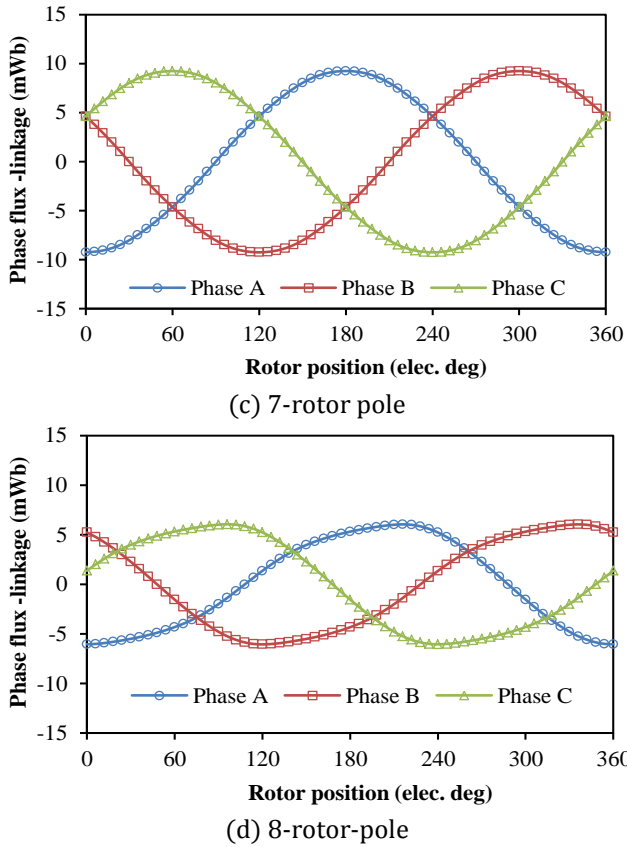 15
10
5
0
-5
-10
-15
Phase flux -linkage (mWb)
Phase A Phase B Phase C
0 60 120 180 240 300 360
Rotor position (elec. deg)
(c) 7-rotor pole
15
10
5
0
-5
-10
-15
Phase flux -linkage (mWb)
Phase A Phase B Phase C
0 60 120 180 240 300 360
Rotor position (elec. deg)
(d) 8-rotor-pole